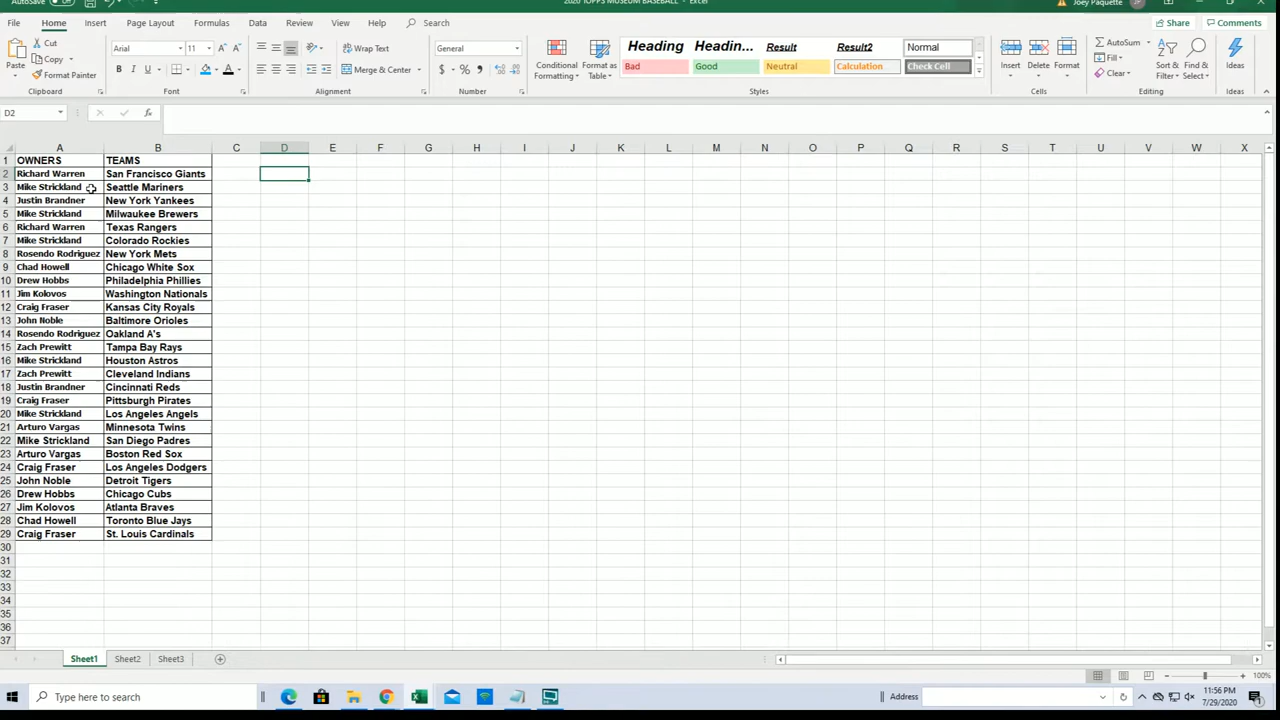 AutoSave
2020 TOPPS MUSEUM BASEBALL - Excel
Joey Paquette
JP
File Home Insert Page Layout Formulas Data Review View Help Search
Share Comments
Paste
Cut
Copy
Format Painter
Clipboard
Arial 11
B I U
Font
Wrap Text
Merge & Center
Alignment
General
$ % ,
Number
Conditional Formatting
Format as Table
Heading Headin... Result Result2 Normal
Bad Good Neutral Calculation Check Cell
Styles
Insert Delete Format
Cells
AutoSum
Fill
Clear
Sort & Filter
Find & Select
Editing
Ideas
Ideas
D2
fx
A B C D E F G H I J K L M N O P Q R S T U V W X
1 OWNERS TEAMS
2 Richard Warren San Francisco Giants
3 Mike Strickland Seattle Mariners
4 Justin Brandner New York Yankees
5 Mike Strickland Milwaukee Brewers
6 Richard Warren Texas Rangers
7 Mike Strickland Colorado Rockies
8 Rosendo Rodriguez New York Mets
9 Chad Howell Chicago White Sox
10 Drew Hobbs Philadelphia Phillies
11 Jim Kolovos Washington Nationals
12 Craig Fraser Kansas City Royals
13 John Noble Baltimore Orioles
14 Rosendo Rodriguez Oakland A's
15 Zach Prewitt Tampa Bay Rays
16 Mike Strickland Houston Astros
17 Zach Prewitt Cleveland Indians
18 Justin Brandner Cincinnati Reds
19 Craig Fraser Pittsburgh Pirates
20 Mike Strickland Los Angeles Angels
21 Arturo Vargas Minnesota Twins
22 Mike Strickland San Diego Padres
23 Arturo Vargas Boston Red Sox
24 Craig Fraser Los Angeles Dodgers
25 John Noble Detroit Tigers
26 Drew Hobbs Chicago Cubs
27 Jim Kolovos Atlanta Braves
28 Chad Howell Toronto Blue Jays
29 Craig Fraser St. Louis Cardinals
30
31
32
33
34
35
36
37
Sheet1 Sheet2 Sheet3
100%
Type here to search
Address
11:56 PM
7/29/2020